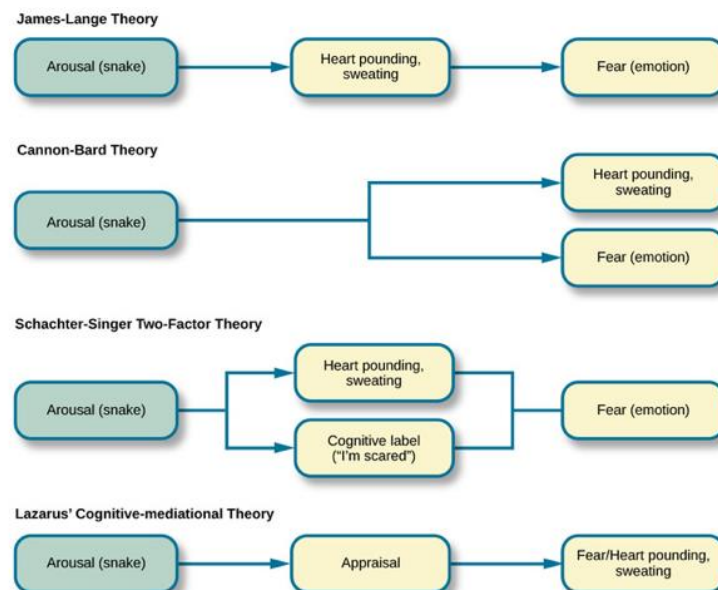 James-Lange Theory
Arousal (snake)
Heart pounding,
sweating
Fear (emotion)
Cannon-Bard Theory
Arousal (snake)
Heart pounding,
sweating
Fear (emotion)
Schachter-Singer Two-Factor Theory
Arousal (snake)
Heart pounding,
sweating
Cognitive label
(“I’m scared”)
Fear (emotion)
Lazarus’ Cognitive-mediational Theory
Arousal (snake)
Appraisal
Fear/Heart pounding,
sweating